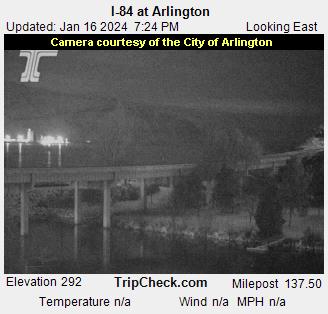 I-84 at Arlington
Updated: Jan 16 2024 7:24 PM Looking East
Camera courtesy of the City of Arlington
Elevation 292 TripCheck.com Milepost 137.50
Temperature n/a Wind n/a MPH n/a